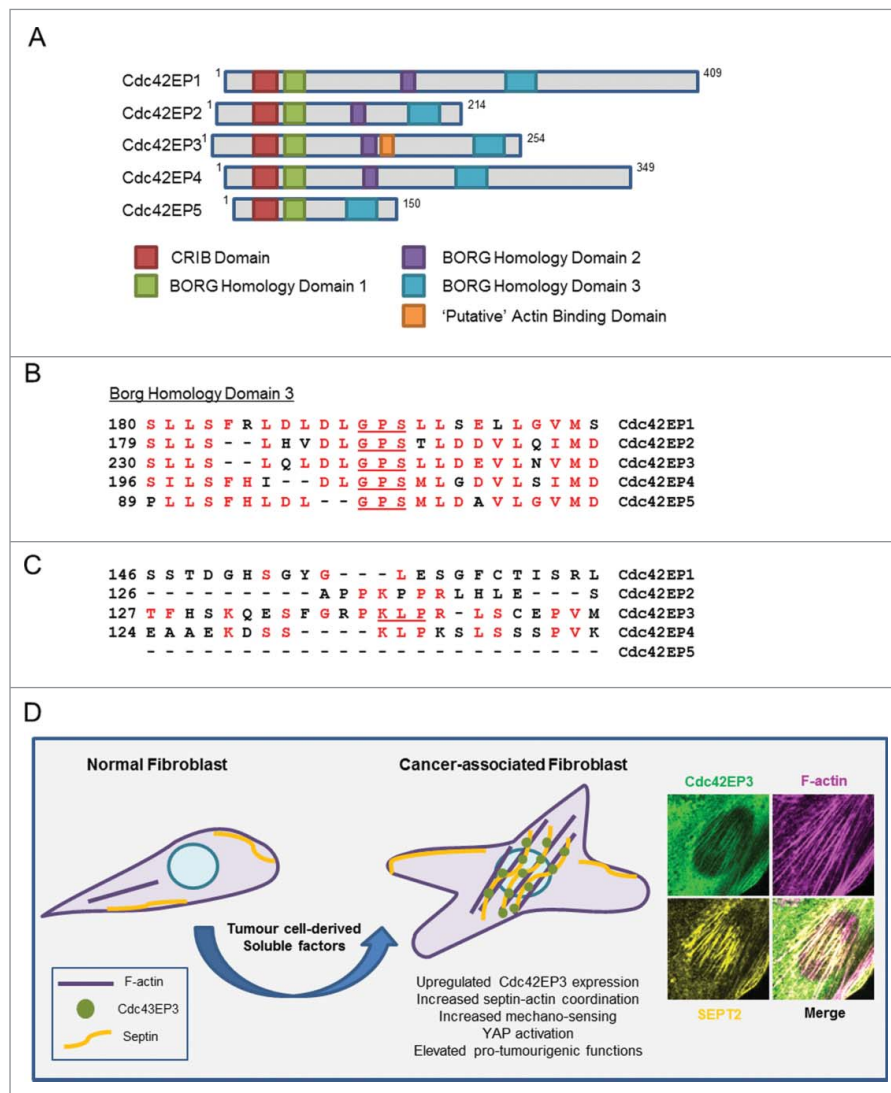 A
Cdc42EP1 1 409
Cdc42EP2 1 214
Cdc42EP3 1 254
Cdc42EP4 1 349
Cdc42EP5 1 150
CRIB Domain
BORG Homology Domain 1
BORG Homology Domain 2
BORG Homology Domain 3
'Putative' Actin Binding Domain
B
Borg Homology Domain 3
180 S L L S F R L D L D L G P S L L S E L L G V M S Cdc42EP1
179 S L L S - - L H V D L G P S T L D D V L Q I M D Cdc42EP2
230 S L L S - - L Q L D L G P S L L D E V L N V M D Cdc42EP3
196 S I L S F H I - - D L G P S M L G D V L S I M D Cdc42EP4
89 P L L S F H L D L - - G P S M L D A V L G V M D Cdc42EP5
C
146 S S T D G H S G Y G - - - L E S G F C T I S R L Cdc42EP1
126 - - - - - - - - - A P P K P P R L H L E - - S Cdc42EP2
127 T F H S K Q E S F G R P K L P R - L S C E P V M Cdc42EP3
124 E A A E K D S S - - - - K L P K S L S S S P V K Cdc42EP4
- - - - - - - - - - - - - - - - - - - - - - - - Cdc42EP5
D
Normal Fibroblast
Cancer-associated Fibroblast
Tumour cell-derived
Soluble factors
F-actin
Cdc43EP3
Septin
Upregulated Cdc42EP3 expression
Increased septin-actin coordination
Increased mechano-sensing
YAP activation
Elevated pro-tumourigenic functions
Cdc42EP3
F-actin
SEPT2
Merge